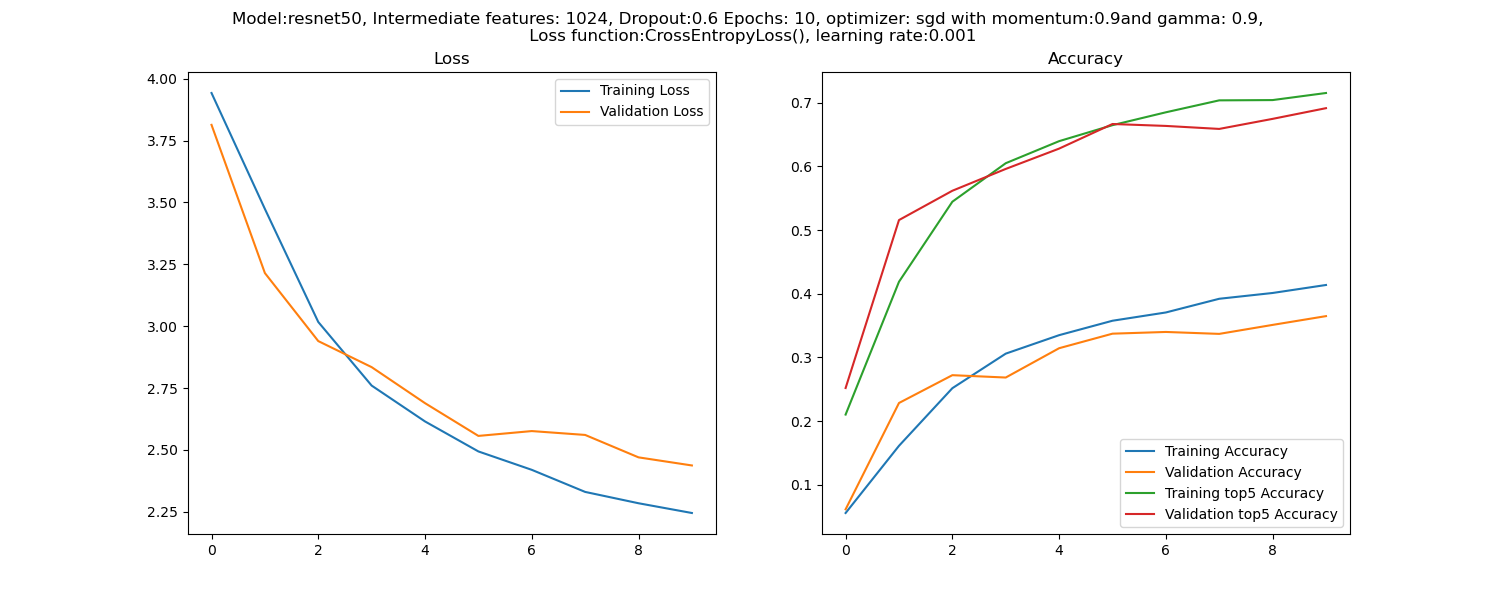 Model:resnet50, Intermediate features: 1024, Dropout:0.6 Epochs: 10, optimizer: sgd with momentum:0.9and gamma: 0.9,
Loss function:CrossEntropyLoss(), learning rate:0.001
Loss
4.00
3.75
3.50
3.25
3.00
2.75
2.50
2.25
0 2 4 6 8
Training Loss
Validation Loss
Accuracy
0.7
0.6
0.5
0.4
0.3
0.2
0.1
0 2 4 6 8
Training Accuracy
Validation Accuracy
Training top5 Accuracy
Validation top5 Accuracy